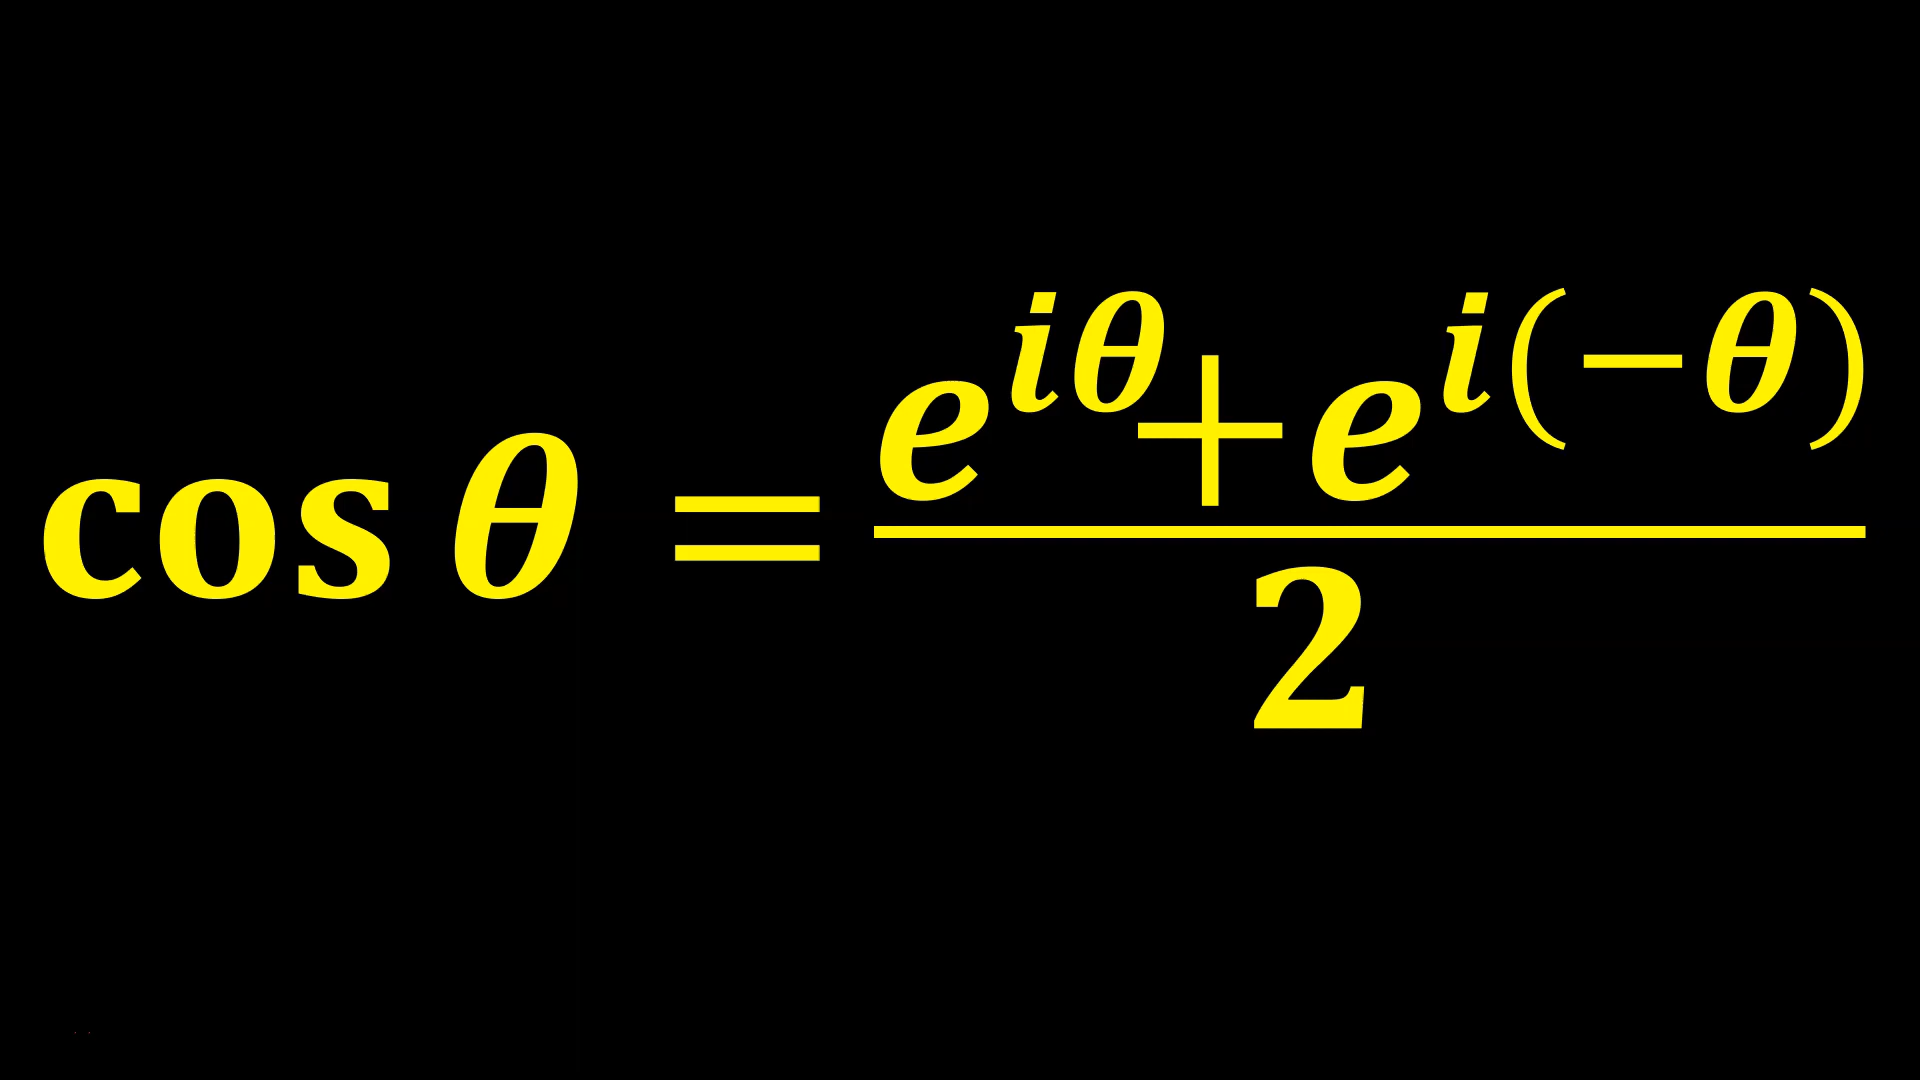 cos θ = (e^{iθ} + e^{i(−θ)}) / 2